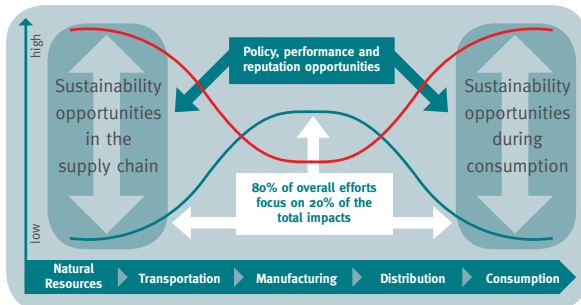 high
Policy, performance and
reputation opportunities
Sustainability
opportunities
in the
supply chain
Sustainability
opportunities
during
consumption
80% of overall efforts
focus on 20% of the
total impacts
low
Natural
Resources
Transportation
Manufacturing
Distribution
Consumption